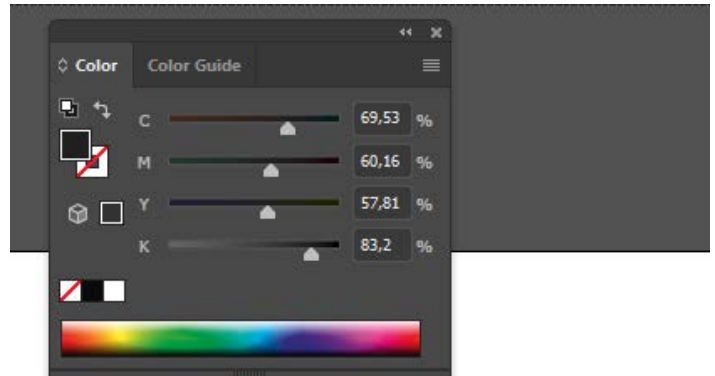 Color Color Guide
C 69,53 %
M 60,16 %
Y 57,81 %
K 83,2 %